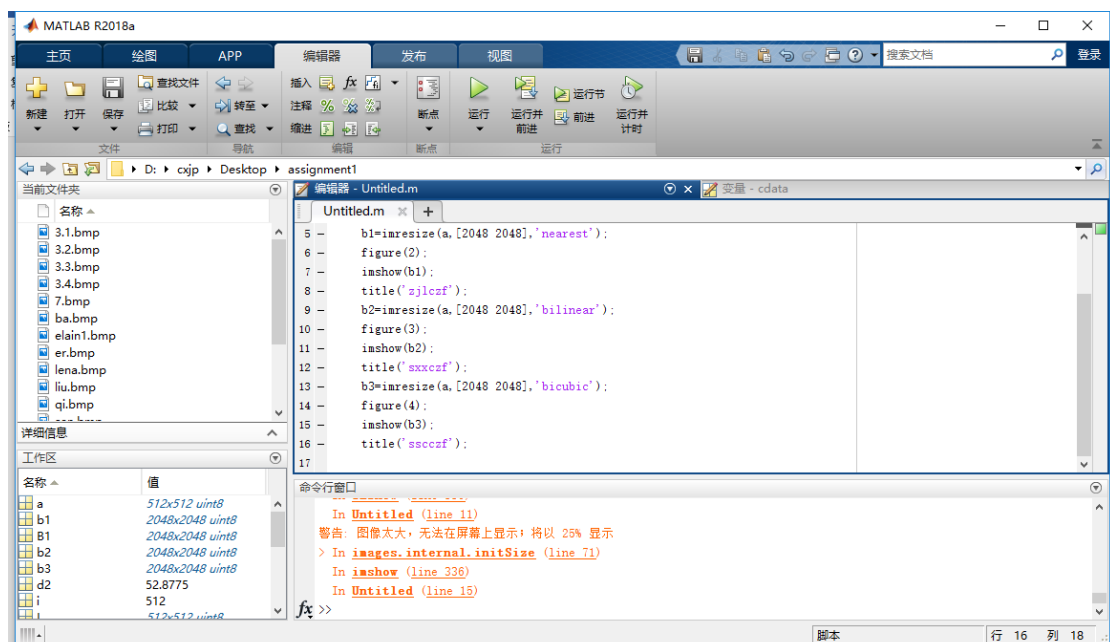 MATLAB R2018a
主页 绘图 APP 编辑器 发布 视图 搜索文档 登录
新建 打开 保存 查找文件 比较 打印 转至 查找 插入 fx 注释 缩进 断点 运行 运行并前进 运行节 前进 运行并计时
文件 导航 编辑 断点 运行
D: cxjp Desktop assignment1
当前文件夹
名称
3.1.bmp
3.2.bmp
3.3.bmp
3.4.bmp
7.bmp
ba.bmp
elain1.bmp
er.bmp
lena.bmp
liu.bmp
qi.bmp
详细信息
工作区
名称 值
a 512x512 uint8
b1 2048x2048 uint8
B1 2048x2048 uint8
b2 2048x2048 uint8
b3 2048x2048 uint8
d2 52.8775
i 512
512x512 uint8
编辑器 - Untitled.m 变量 - cdata
Untitled.m +
5 - b1=imresize(a,[2048 2048],'nearest');
6 - figure(2);
7 - imshow(b1);
8 - title('zjlczf');
9 - b2=imresize(a,[2048 2048],'bilinear');
10 - figure(3);
11 - imshow(b2);
12 - title('sxxczf');
13 - b3=imresize(a,[2048 2048],'bicubic');
14 - figure(4);
15 - imshow(b3);
16 - title('sscczf');
17
命令行窗口
In Untitled (line 11)
警告: 图像太大，无法在屏幕上显示；将以 25% 显示
> In images.internal.initSize (line 71)
In imshow (line 336)
In Untitled (line 15)
fx >>
脚本 行 16 列 18